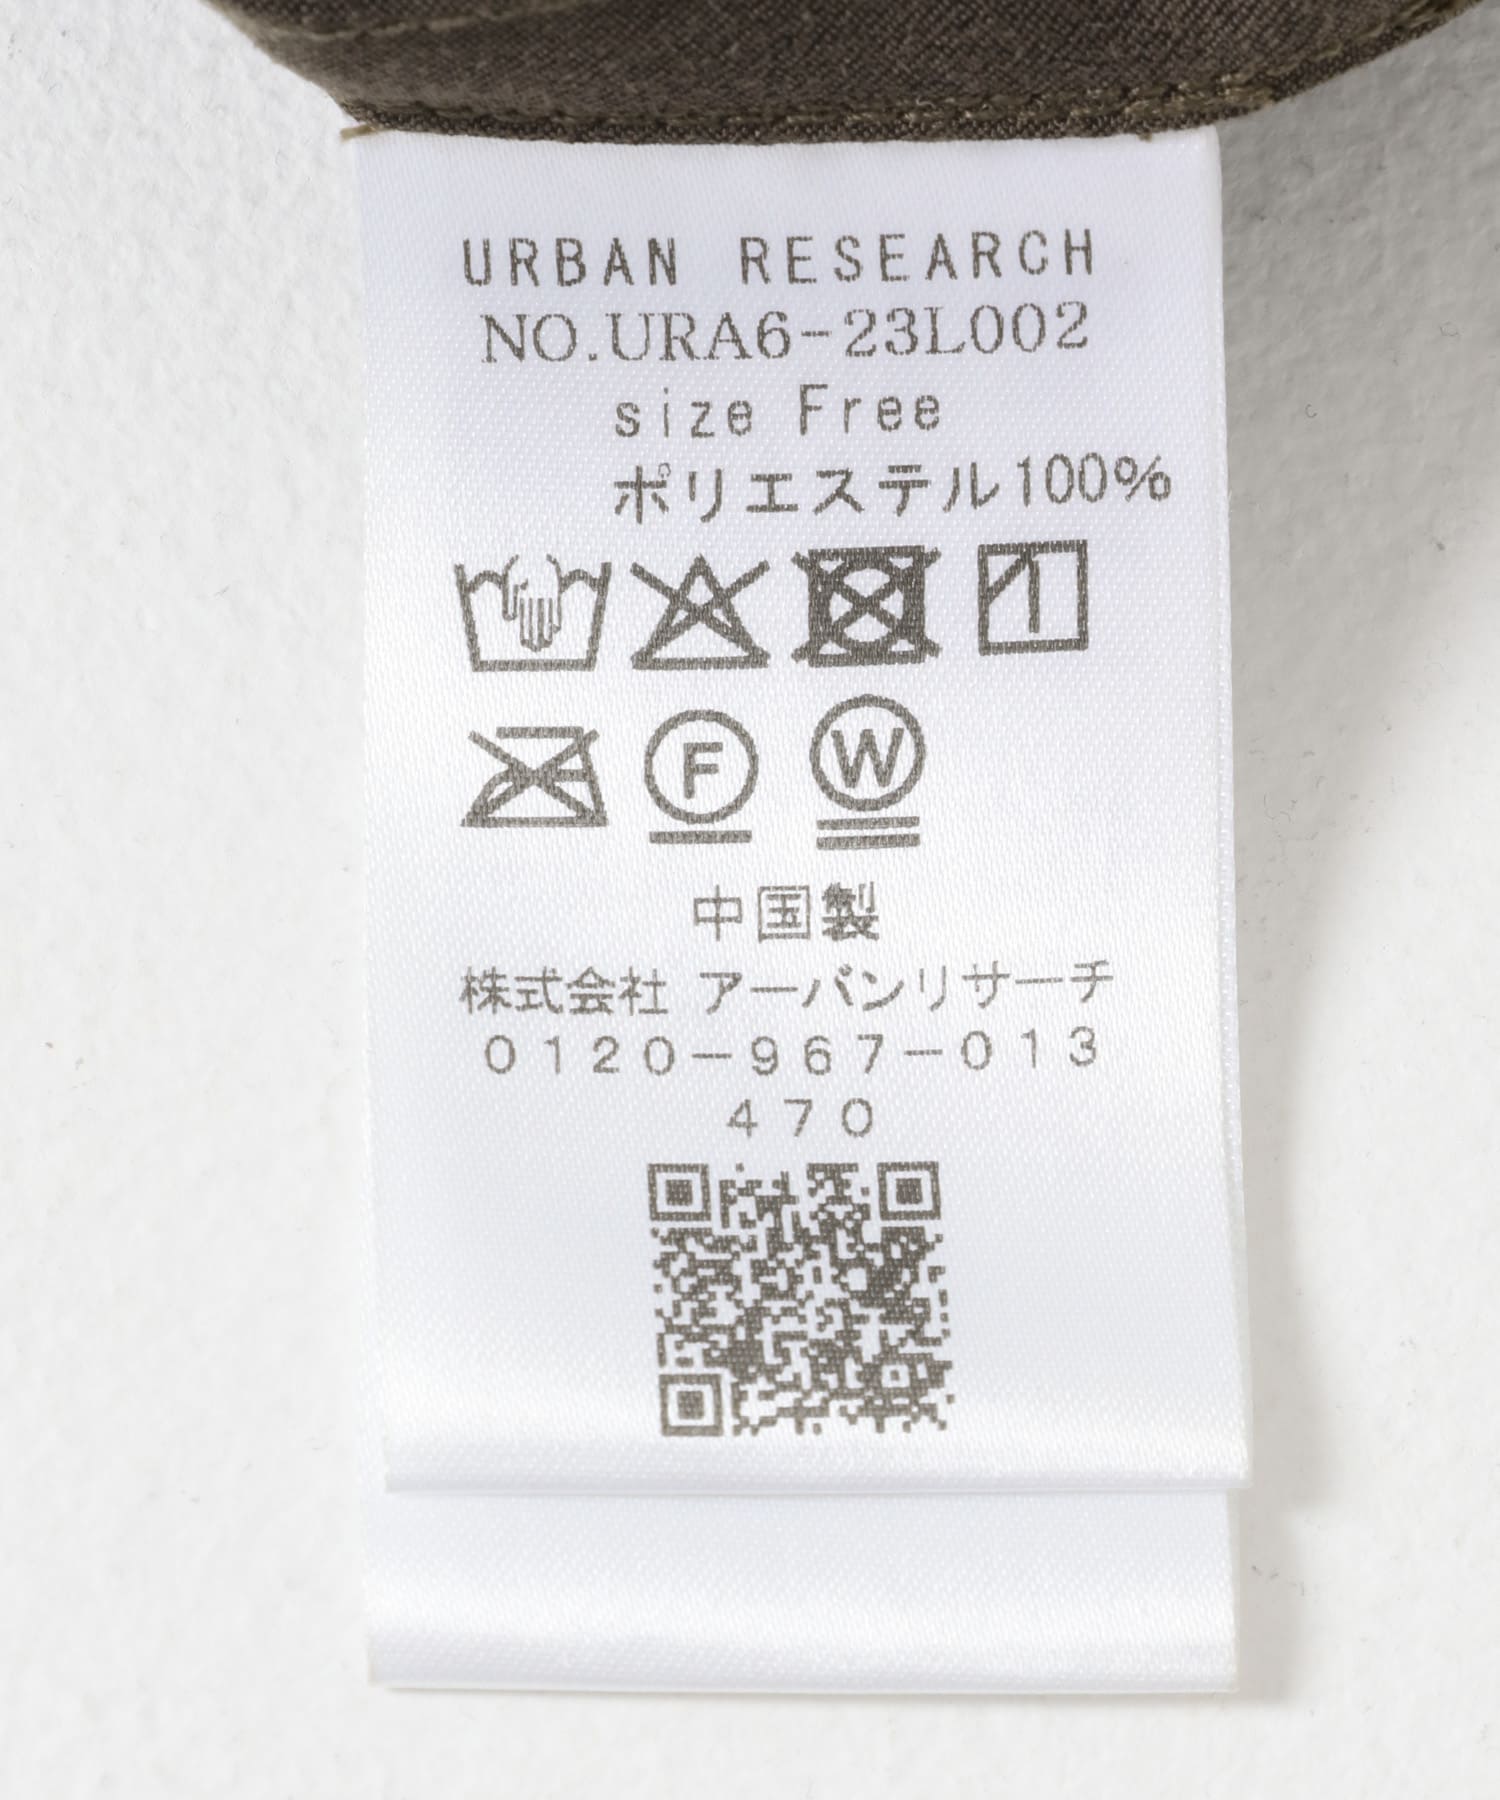 URBAN RESEARCH
NO.URA6-23L002
size Free
ポリエステル100%
F W
中国製
株式会社 アーバンリサーチ
0120-967-013
470